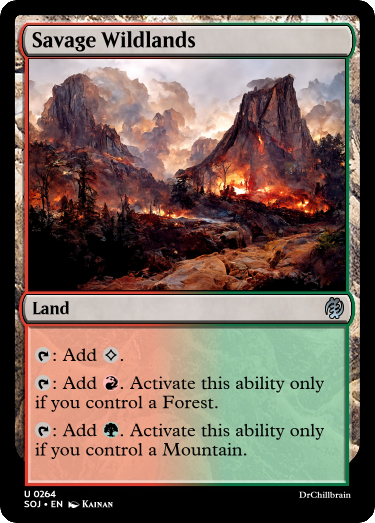 Savage Wildlands
Land
: Add .
: Add . Activate this ability only
if you control a Forest.
: Add . Activate this ability only
if you control a Mountain.
U 0264
SOJ • EN KAINAN
DrChillbrain